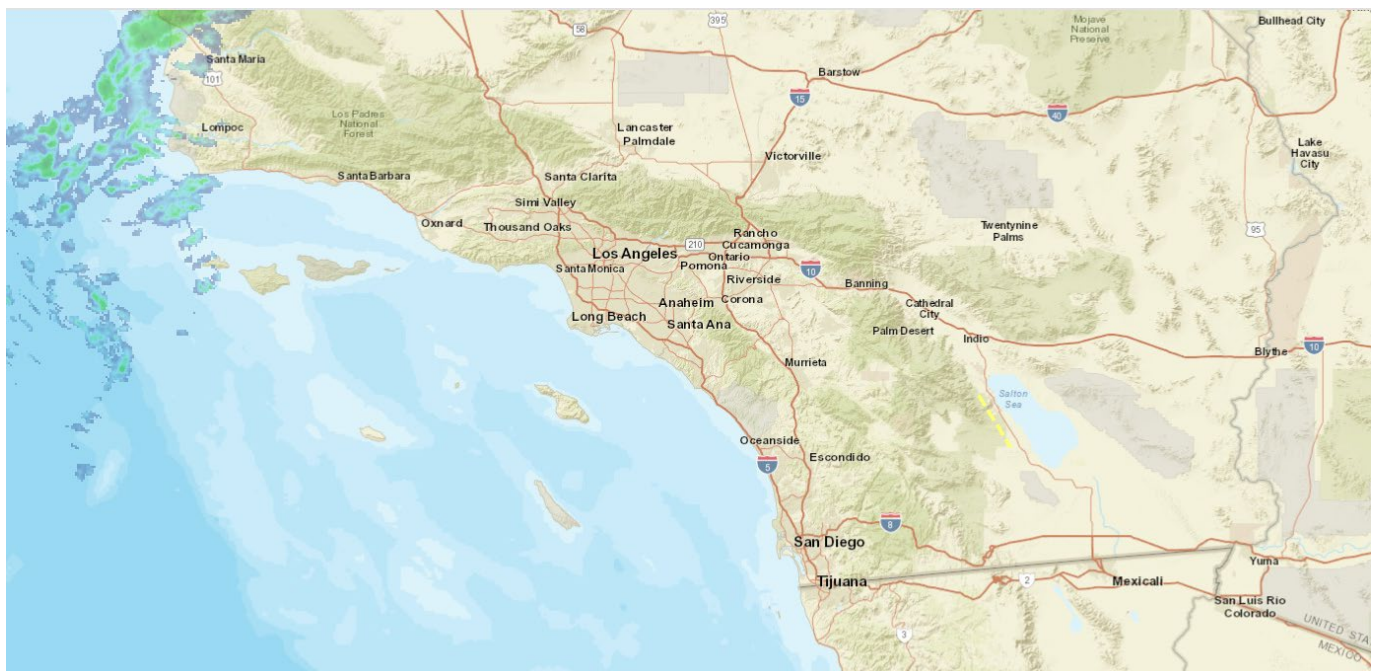 58
395
Mojave
National
Preserve
Bullhead City
Santa Maria
101
Barstow
15
40
Los Padres
National
Forest
Lompoc
Lancaster
Palmdale
Victorville
Lake
Havasu
City
Santa Barbara
Santa Clarita
Simi Valley
Oxnard
Thousand Oaks
Twentynine
Palms
95
Rancho
Cucamonga
210
Los Angeles
Ontario
Pomona
Santa Monica
Riverside
10
Banning
Anaheim
Corona
Cathedral
City
Long Beach
Santa Ana
Palm Desert
Indio
Murrieta
Blythe
10
Salton
Sea
Oceanside
Escondido
5
8
San Diego
Yuma
Tijuana
2
Mexicali
San Luis Río
Colorado
UNITED STA
MEXICO
3